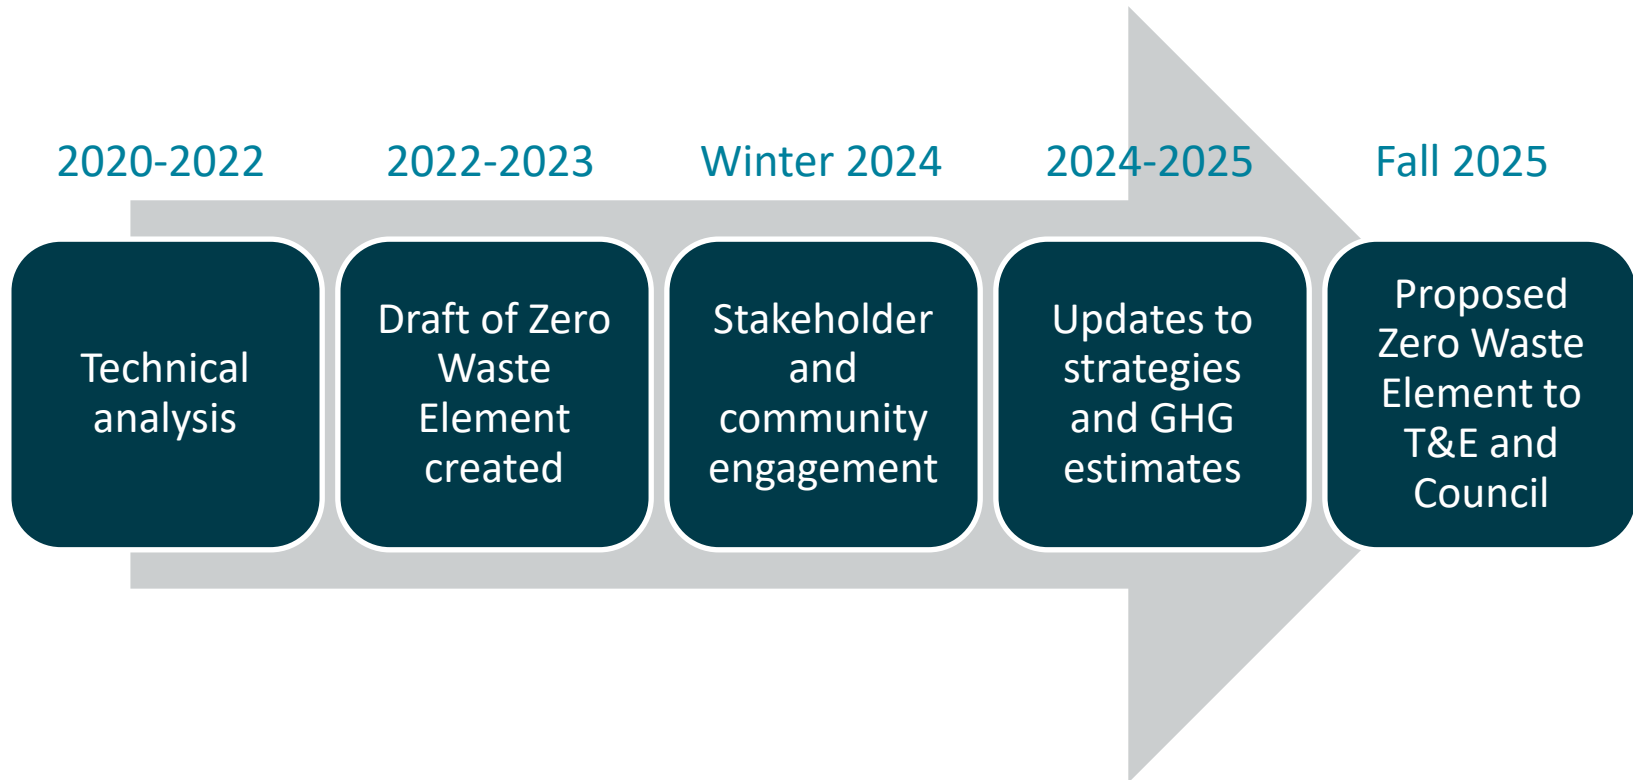 2020-2022
2022-2023
Winter 2024
2024-2025
Fall 2025
Technical
analysis
Draft of Zero
Waste
Element
created
Stakeholder
and
community
engagement
Updates to
strategies
and GHG
estimates
Proposed
Zero Waste
Element to
T&E and
Council